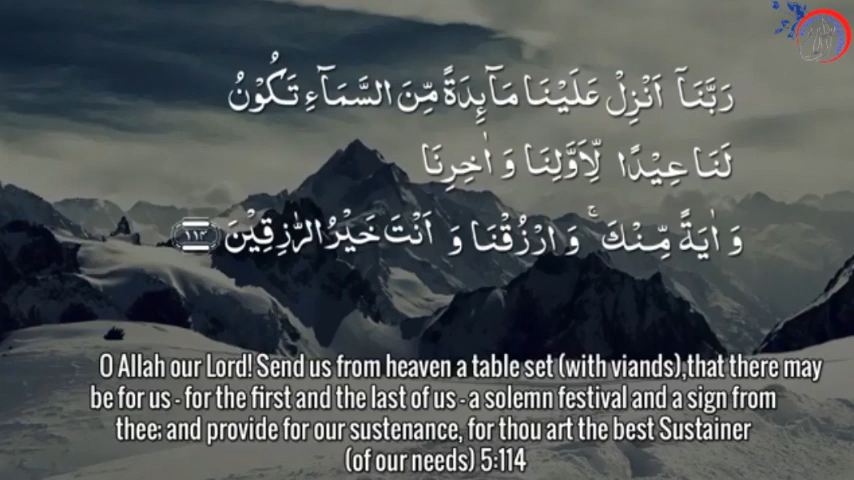 رَبَّنَاۤ اَنْزِلْ عَلَيْنَا مَآئِدَةً مِّنَ السَّمَآءِ تَكُوْنُ
لَنَا عِيْدًا لِّاَوَّلِنَا وَ اٰخِرِنَا
وَ اٰيَةً مِّنْكَ ۚ وَ ارْزُقْنَا وَ اَنْتَ خَيْرُ الرّٰزِقِيْنَ ۝۱۱۴
O Allah our Lord! Send us from heaven a table set (with viands),that there may
be for us - for the first and the last of us - a solemn festival and a sign from
thee; and provide for our sustenance, for thou art the best Sustainer
(of our needs) 5:114